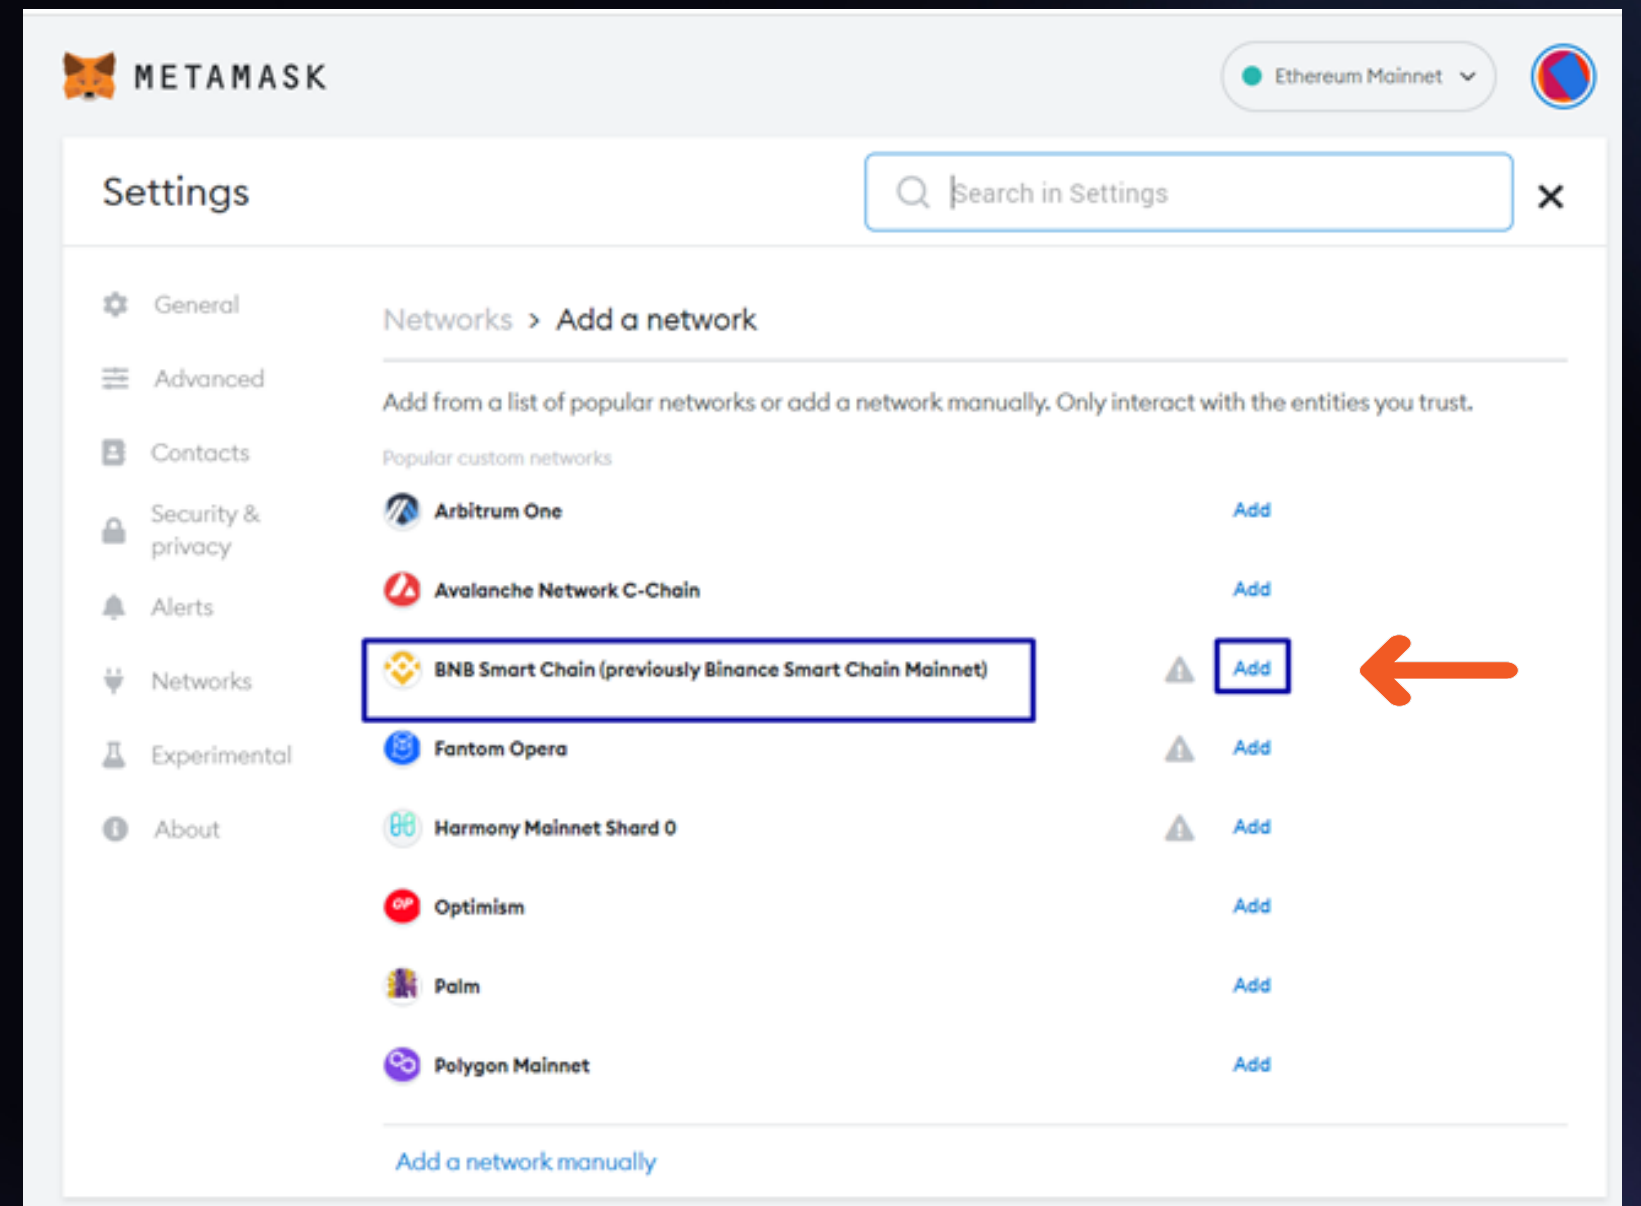 METAMASK
Ethereum Mainnet
Settings
Search in Settings
General
Advanced
Contacts
Security &
privacy
Alerts
Networks
Experimental
About
Networks > Add a network
Add from a list of popular networks or add a network manually. Only interact with the entities you trust.
Popular custom networks
Arbitrum One Add
Avalanche Network C-Chain Add
BNB Smart Chain (previously Binance Smart Chain Mainnet) Add
Fantom Opera Add
Harmony Mainnet Shard 0 Add
OP Optimism Add
Palm Add
Polygon Mainnet Add
Add a network manually